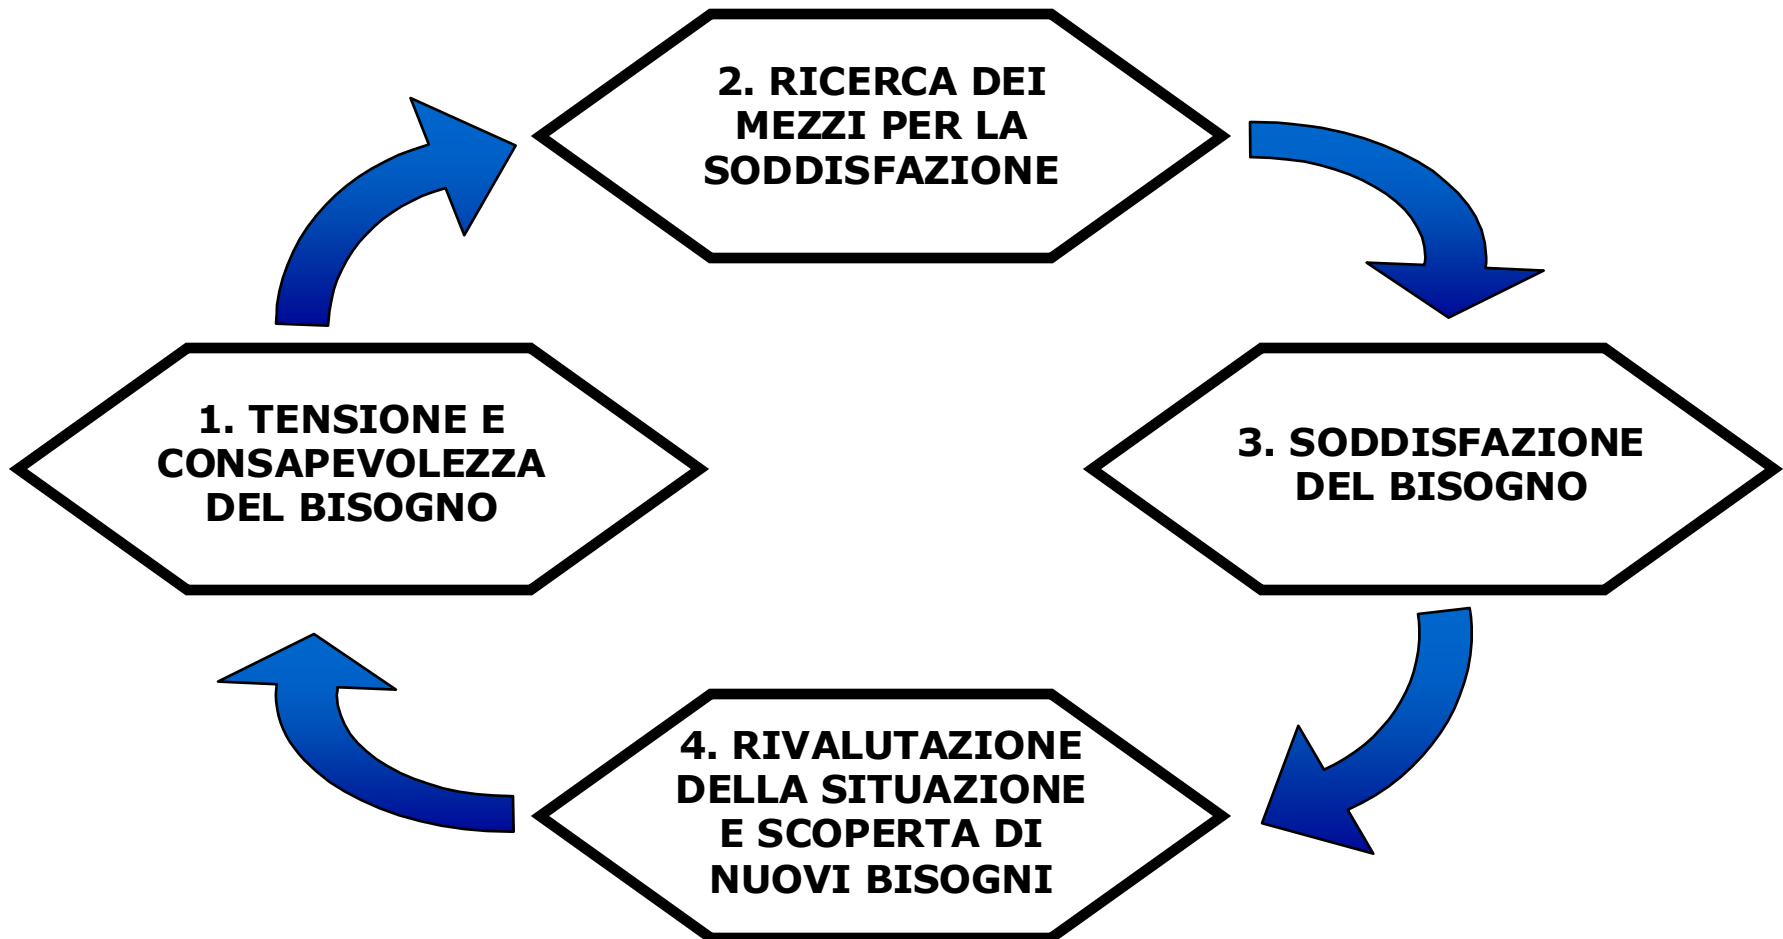 1. TENSIONE E
CONSAPEVOLEZZA
DEL BISOGNO
2. RICERCA DEI
MEZZI PER LA
SODDISFAZIONE
3. SODDISFAZIONE
DEL BISOGNO
4. RIVALUTAZIONE
DELLA SITUAZIONE
E SCOPERTA DI
NUOVI BISOGNI